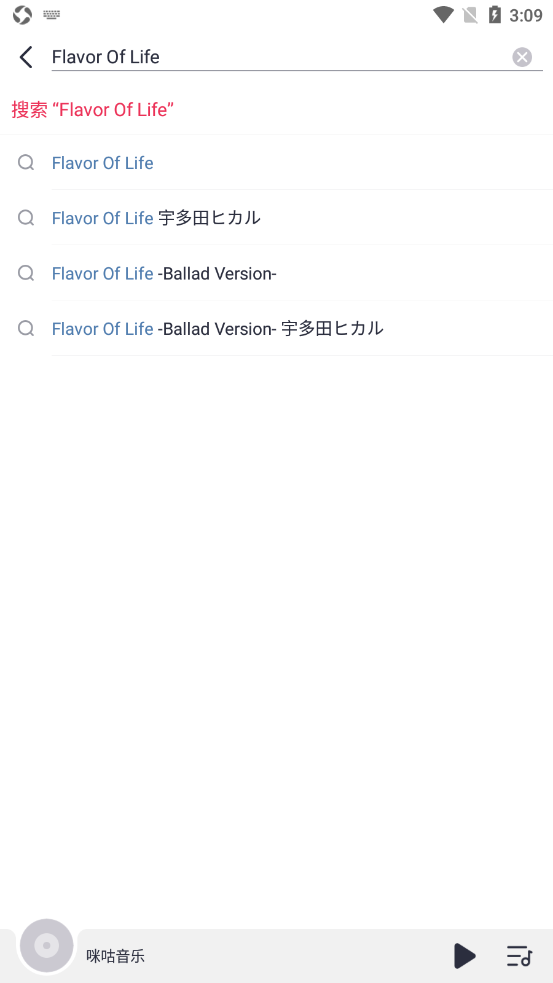 3:09
Flavor Of Life
搜索 “Flavor Of Life”
Flavor Of Life
Flavor Of Life 宇多田ヒカル
Flavor Of Life -Ballad Version-
Flavor Of Life -Ballad Version- 宇多田ヒカル
咪咕音乐